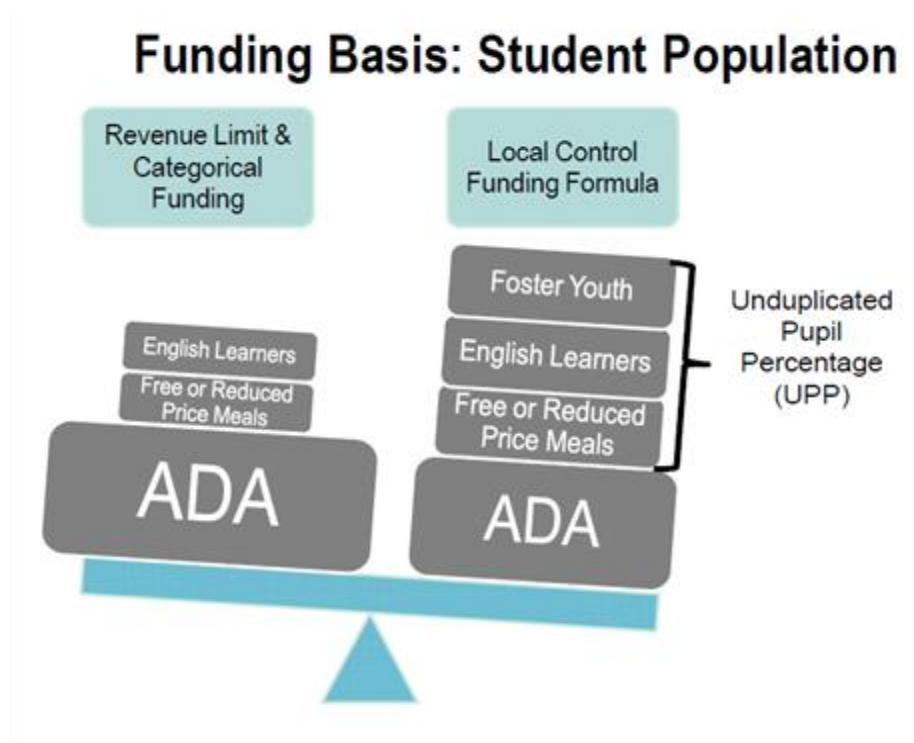 Funding Basis: Student Population
Revenue Limit &
Categorical
Funding
Local Control
Funding Formula
English Learners
Free or Reduced
Price Meals
ADA
Foster Youth
English Learners
Free or Reduced
Price Meals
ADA
Unduplicated
Pupil
Percentage
(UPP)